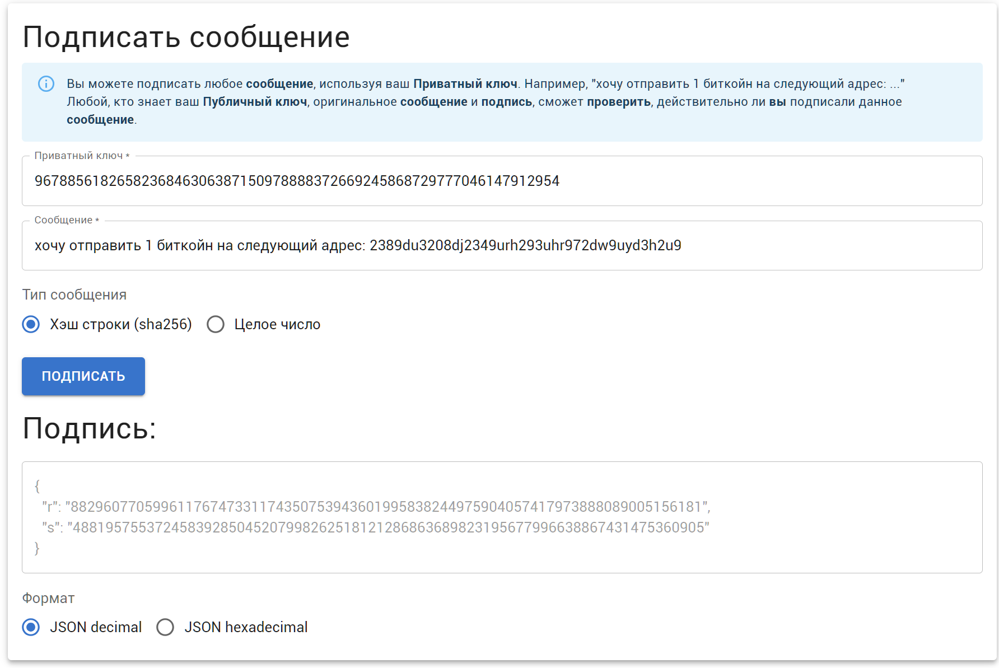 Подписать сообщение
Вы можете подписать любое сообщение, используя ваш Приватный ключ. Например, "хочу отправить 1 биткойн на следующий адрес: ..."
Любой, кто знает ваш Публичный ключ, оригинальное сообщение и подпись, сможет проверить, действительно ли вы подписали данное
сообщение.
Приватный ключ *
96788561826582368463063871509788883726692458687297770461479129​54
Сообщение *
хочу отправить 1 биткойн на следующий адрес: 2389du3208dj2349urh293uhr972dw9uyd3h2u9
Тип сообщения
Хэш строки (sha256) Целое число
ПОДПИСАТЬ
Подпись:
{
"r": "88296077059961176747331174350753943601995838244975904057417973888089005156181",
"s": "48819575537245839285045207998262518121286863689823195677996638867431475360905"
}
Формат
JSON decimal JSON hexadecimal